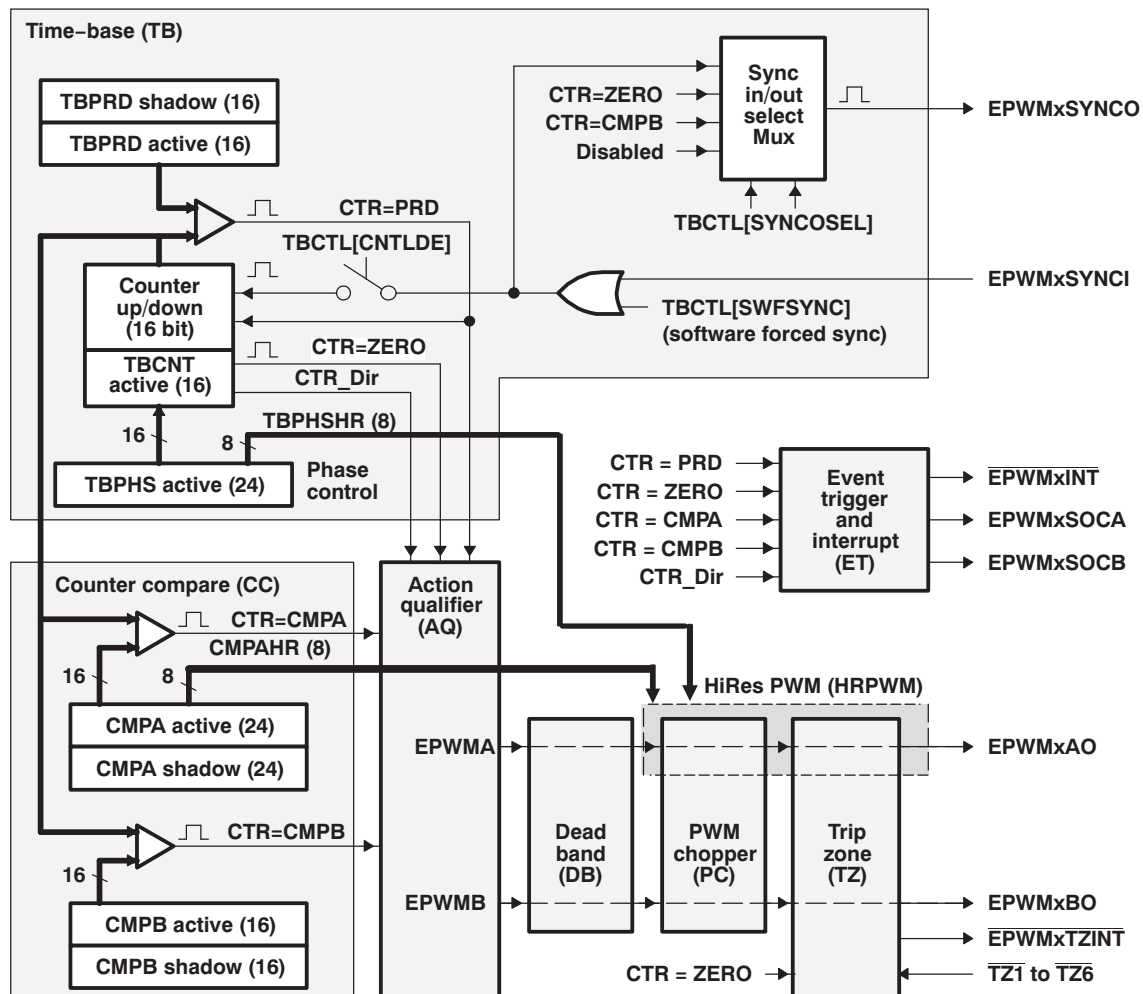 Time−base (TB)
TBPRD shadow (16)
TBPRD active (16)
CTR=ZERO
CTR=CMPB
Disabled
Sync
in/out
select
Mux
EPWMxSYNCO
TBCTL[SYNCOSEL]
CTR=PRD
TBCTL[CNTLDE]
Counter
up/down
(16 bit)
TBCNT
active (16)
EPWMxSYNCI
TBCTL[SWFSYNC]
(software forced sync)
CTR=ZERO
CTR_Dir
TBPHSHR (8)
16
8
TBPHS active (24)
Phase
control
CTR = PRD
CTR = ZERO
CTR = CMPA
CTR = CMPB
CTR_Dir
Event
trigger
and
interrupt
(ET)
EPWMxINT
EPWMxSOCA
EPWMxSOCB
Counter compare (CC)
Action
qualifier
(AQ)
CTR=CMPA
CMPAHR (8)
16
8
HiRes PWM (HRPWM)
CMPA active (24)
CMPA shadow (24)
EPWMA
EPWMxAO
CTR=CMPB
Dead
band
(DB)
PWM
chopper
(PC)
Trip
zone
(TZ)
16
EPWMB
EPWMxBO
CMPB active (16)
CMPB shadow (16)
EPWMxTZINT
CTR = ZERO
TZ1 to TZ6